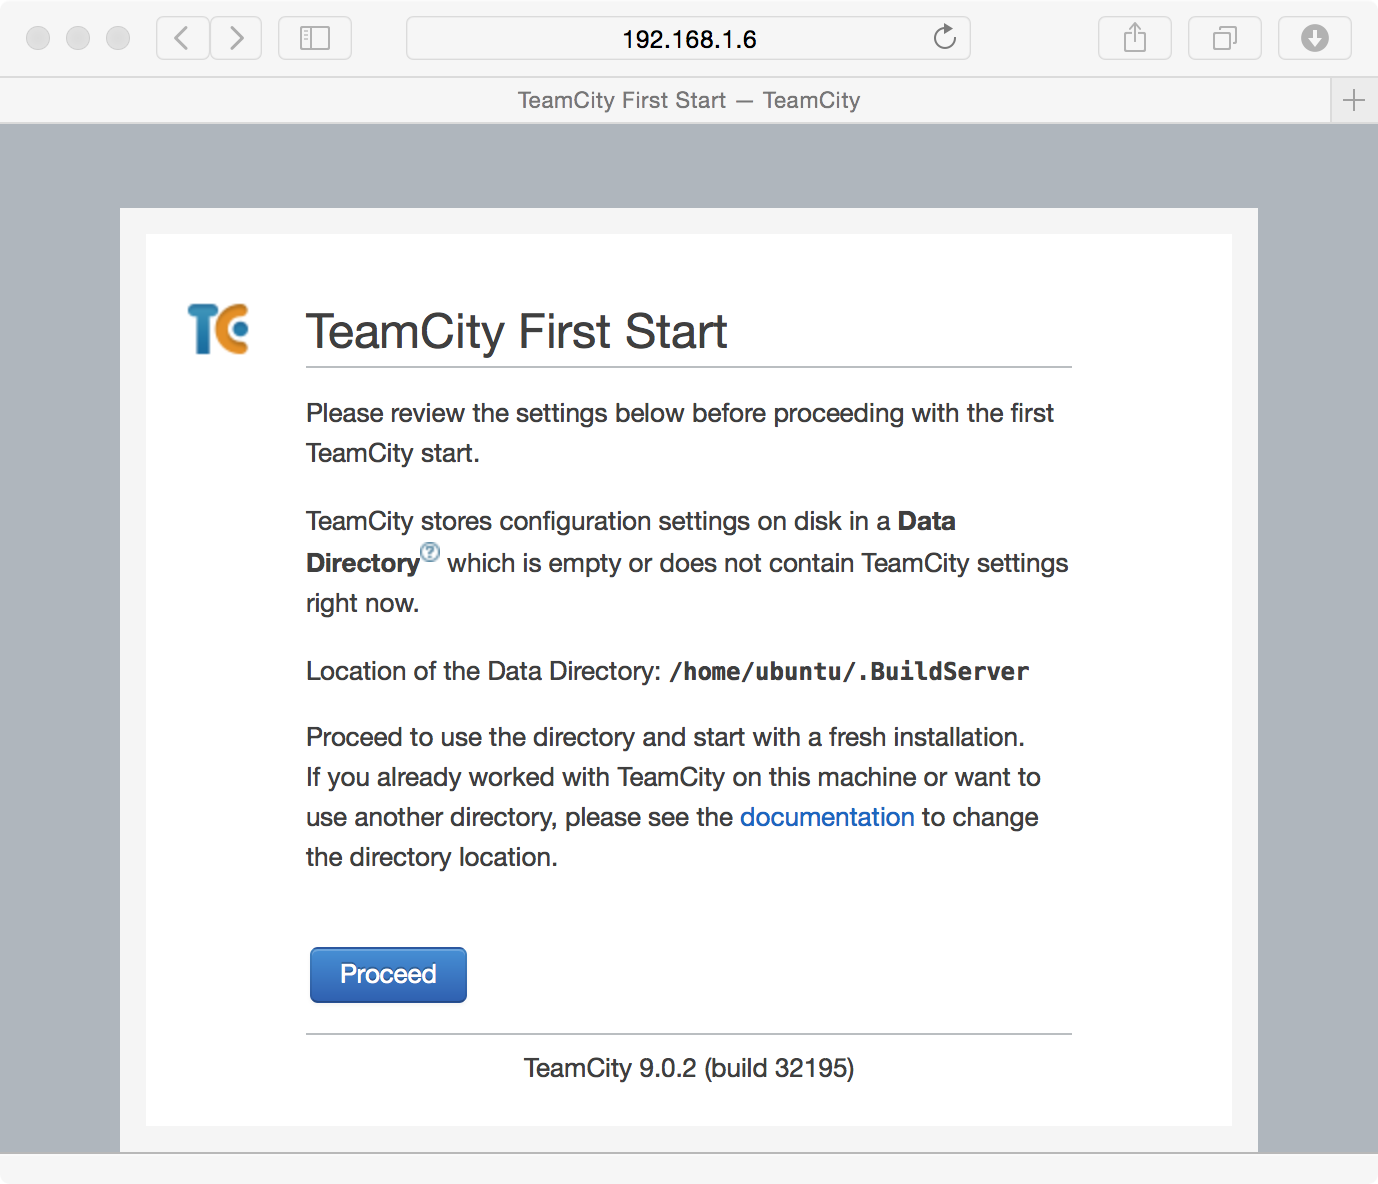 192.168.1.6
TeamCity First Start — TeamCity
TC
TeamCity First Start
Please review the settings below before proceeding with the first
TeamCity start.
TeamCity stores configuration settings on disk in a Data
Directory? which is empty or does not contain TeamCity settings
right now.
Location of the Data Directory: /home/ubuntu/.BuildServer
Proceed to use the directory and start with a fresh installation.
If you already worked with TeamCity on this machine or want to
use another directory, please see the documentation to change
the directory location.
Proceed
TeamCity 9.0.2 (build 32195)